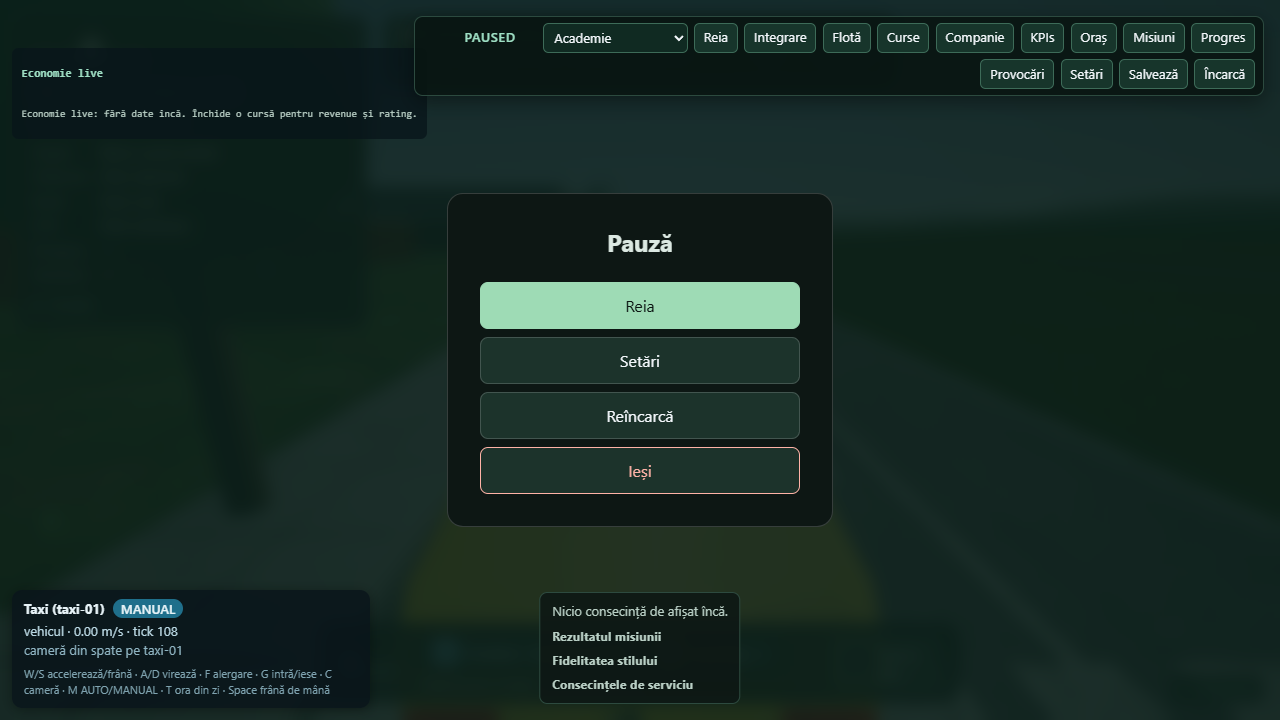 PAUSED Academie Reia Integrare Flotă Curse Companie KPIs Oraș Misiuni Progres
Provocări Setări Salvează Încarcă
Economie live
Economie live: fără date încă. Închide o cursă pentru revenue și rating.
Pauză
Reia
Setări
Reîncarcă
Ieși
Taxi (taxi-01) MANUAL
vehicul · 0.00 m/s · tick 108
cameră din spate pe taxi-01
W/S accelerează/frână · A/D virează · F alergare · G intră/iese · C
cameră · M AUTO/MANUAL · T ora din zi · Space frână de mână
Nicio consecință de afișat încă.
Rezultatul misiunii
Fidelitatea stilului
Consecințele de serviciu